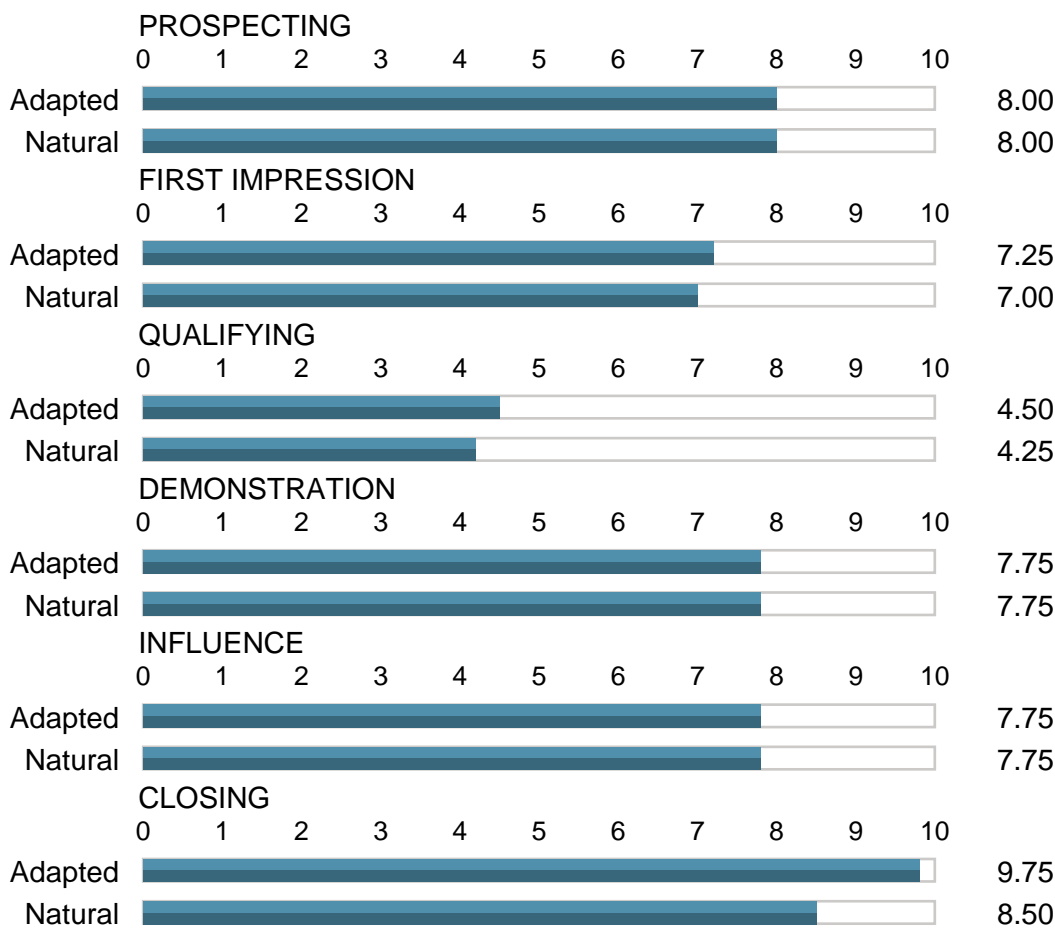 PROSPECTING
0 1 2 3 4 5 6 7 8 9 10
Adapted 8.00
Natural 8.00
FIRST IMPRESSION
0 1 2 3 4 5 6 7 8 9 10
Adapted 7.25
Natural 7.00
QUALIFYING
0 1 2 3 4 5 6 7 8 9 10
Adapted 4.50
Natural 4.25
DEMONSTRATION
0 1 2 3 4 5 6 7 8 9 10
Adapted 7.75
Natural 7.75
INFLUENCE
0 1 2 3 4 5 6 7 8 9 10
Adapted 7.75
Natural 7.75
CLOSING
0 1 2 3 4 5 6 7 8 9 10
Adapted 9.75
Natural 8.50